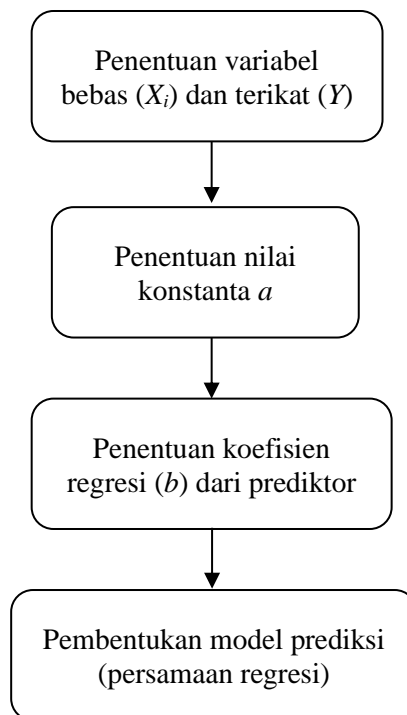 Penentuan variabel
bebas (Xi) dan terikat (Y)
Penentuan nilai
konstanta a
Penentuan koefisien
regresi (b) dari prediktor
Pembentukan model prediksi
(persamaan regresi)